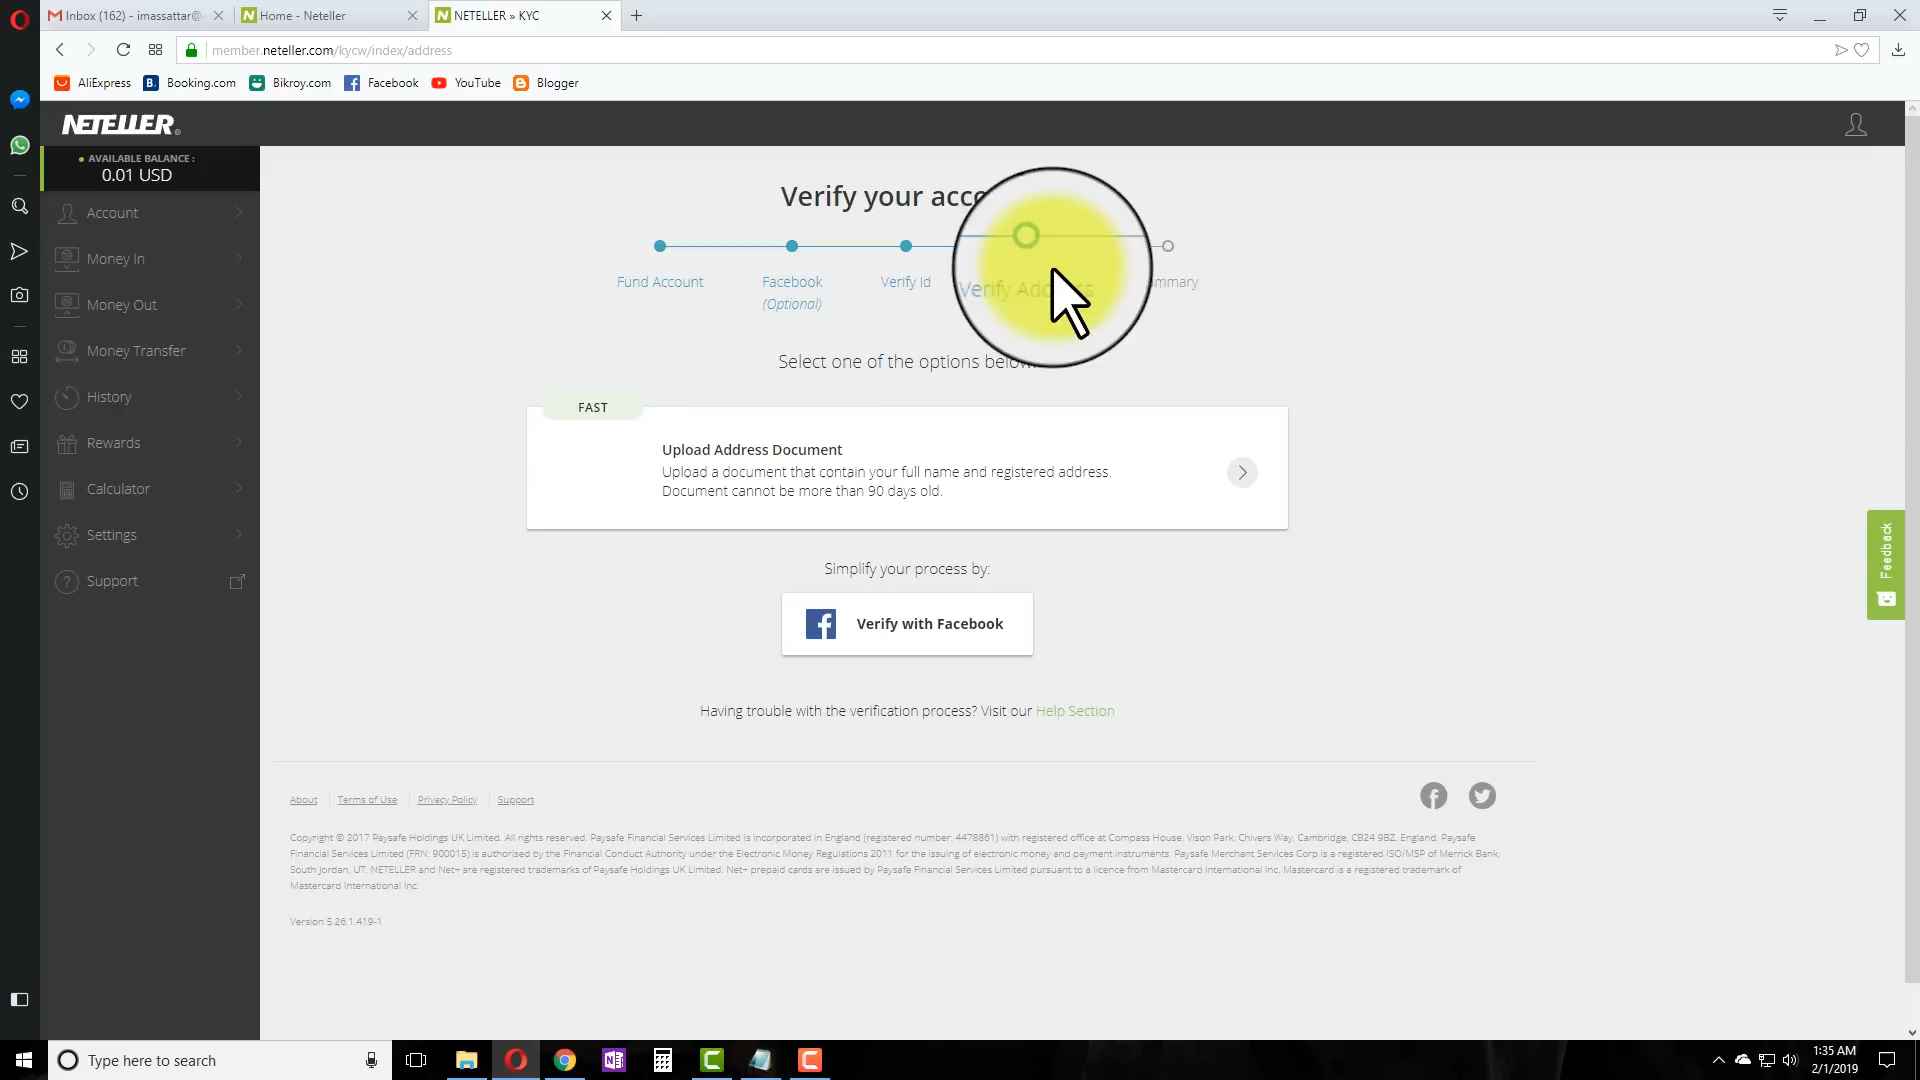 Inbox (162) - imassattar@
Home - Neteller
NETELLER » KYC
member.neteller.com/kycw/index/address
AliExpress
Booking.com
Bikroy.com
Facebook
YouTube
Blogger
NETELLER
AVAILABLE BALANCE :
0.01 USD
Account
Money In
Money Out
Money Transfer
History
Rewards
Calculator
Settings
Support
Verify your acc
Fund Account
Facebook
(Optional)
Verify Id
Verify Address
mmary
Select one of the options below
FAST
Upload Address Document
Upload a document that contain your full name and registered address.
Document cannot be more than 90 days old.
Simplify your process by:
Verify with Facebook
Having trouble with the verification process? Visit our Help Section
Feedback
About
Terms of Use
Privacy Policy
Support
Copyright © 2017 Paysafe Holdings UK Limited. All rights reserved. Paysafe Financial Services Limited is incorporated in England (registered number: 4478861) with registered office at Compass House, Vison Park, Chivers Way, Cambridge, CB24 9BZ, England. Paysafe
Financial Services Limited (FRN: 900015) is authorised by the Financial Conduct Authority under the Electronic Money Regulations 2011 for the issuing of electronic money and payment instruments. Paysafe Merchant Services Corp is a registered ISO/MSP of Merrick Bank,
South Jordan, UT. NETELLER and Net+ are registered trademarks of Paysafe Holdings UK Limited. Net+ prepaid cards are issued by Paysafe Financial Services Limited pursuant to a licence from Mastercard International Inc. Mastercard is a registered trademark of
Mastercard International Inc.
Version 5.26.1.419-1
Type here to search
1:35 AM
2/1/2019